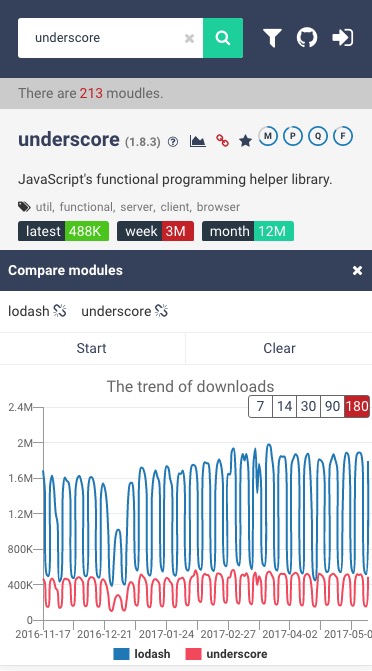 underscore
There are 213 moudles.
underscore (1.8.3) M P Q F
JavaScript's functional programming helper library.
util, functional, server, client, browser
latest 488K week 3M month 12M
Compare modules
lodash underscore
Start Clear
The trend of downloads
7 14 30 90 180
2.4M
2M
1.6M
1.2M
800K
400K
0
2016-11-17 2016-12-21 2017-01-24 2017-02-27 2017-04-02 2017-05-0
lodash underscore